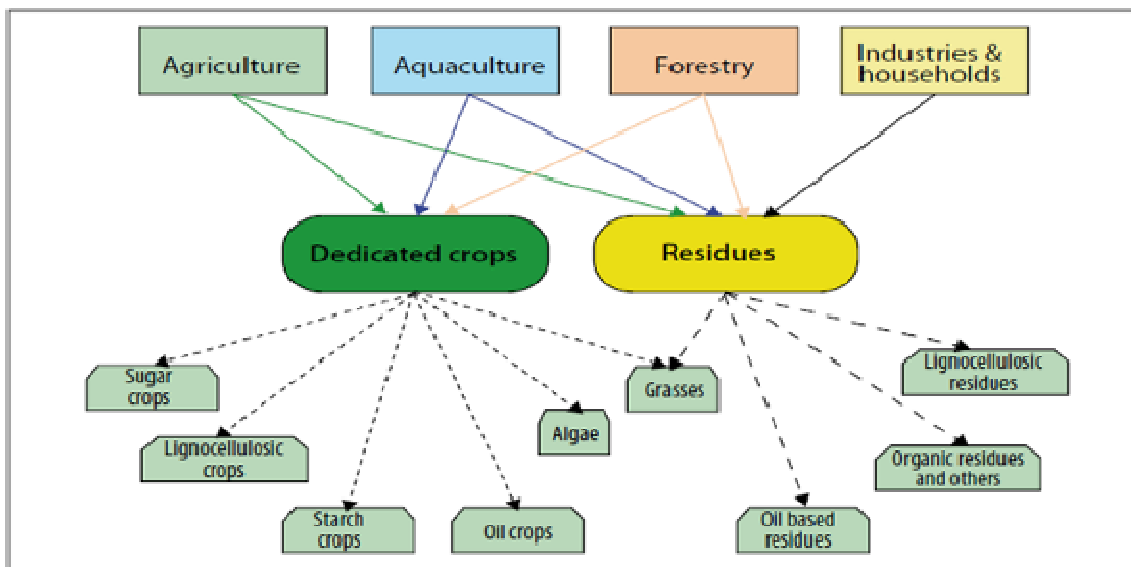 Agriculture
Aquaculture
Forestry
Industries &
households
Dedicated crops
Residues
Sugar
crops
Lignocellulosic
crops
Starch
crops
Oil crops
Algae
Grasses
Oil based
residues
Organic residues
and others
Lignocellulosic
residues